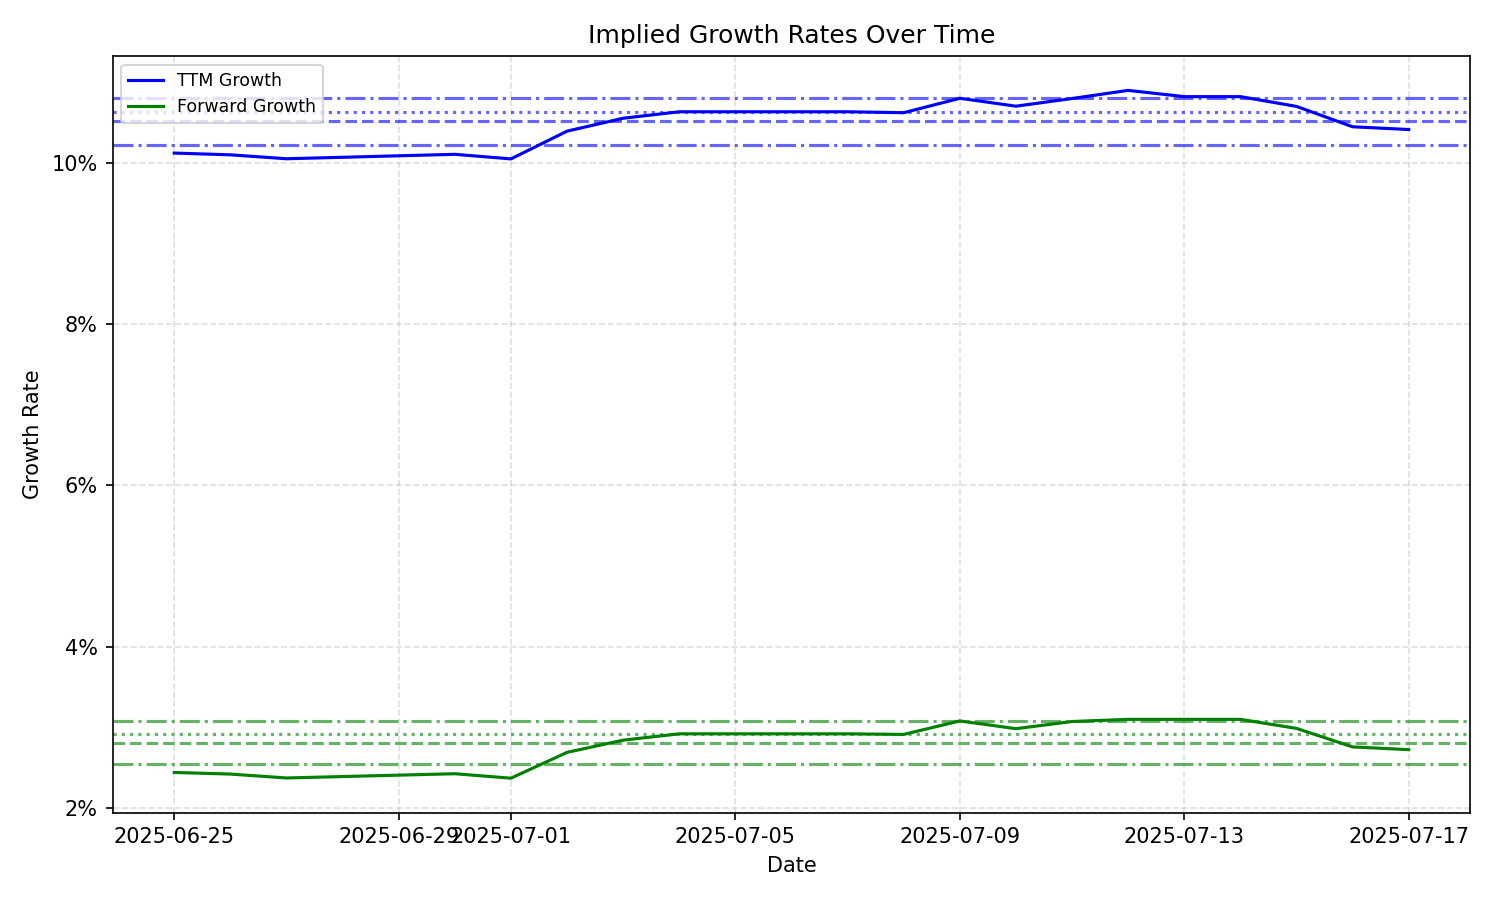 Implied Growth Rates Over Time
TTM Growth
Forward Growth
10%
8%
6%
4%
2%
Growth Rate
2025-06-25
2025-06-29
2025-07-01
2025-07-05
2025-07-09
2025-07-13
2025-07-17
Date